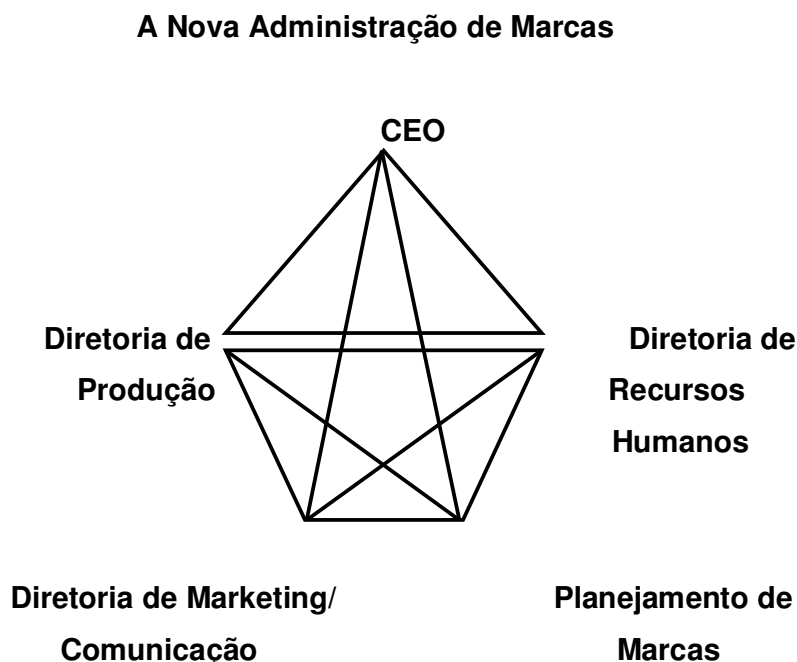 A Nova Administração de Marcas
CEO
Diretoria de
Produção
Diretoria de
Recursos
Humanos
Diretoria de Marketing/
Comunicação
Planejamento de
Marcas